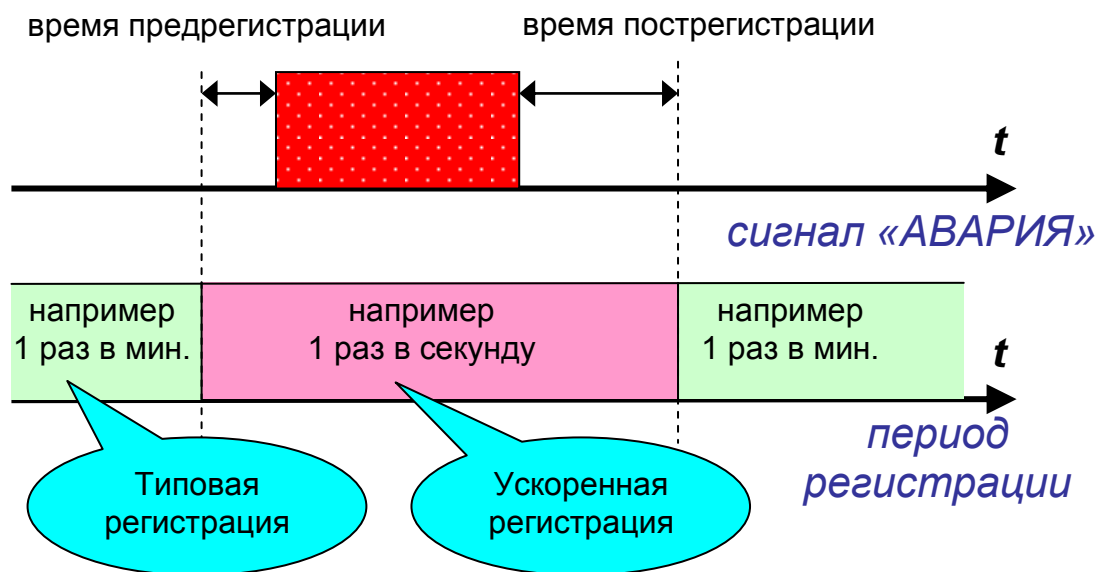 время предрегистрации
время пострегистрации
t
сигнал «АВАРИЯ»
например
1 раз в мин.
например
1 раз в секунду
например
1 раз в мин.
t
период
регистрации
Типовая
регистрация
Ускоренная
регистрация